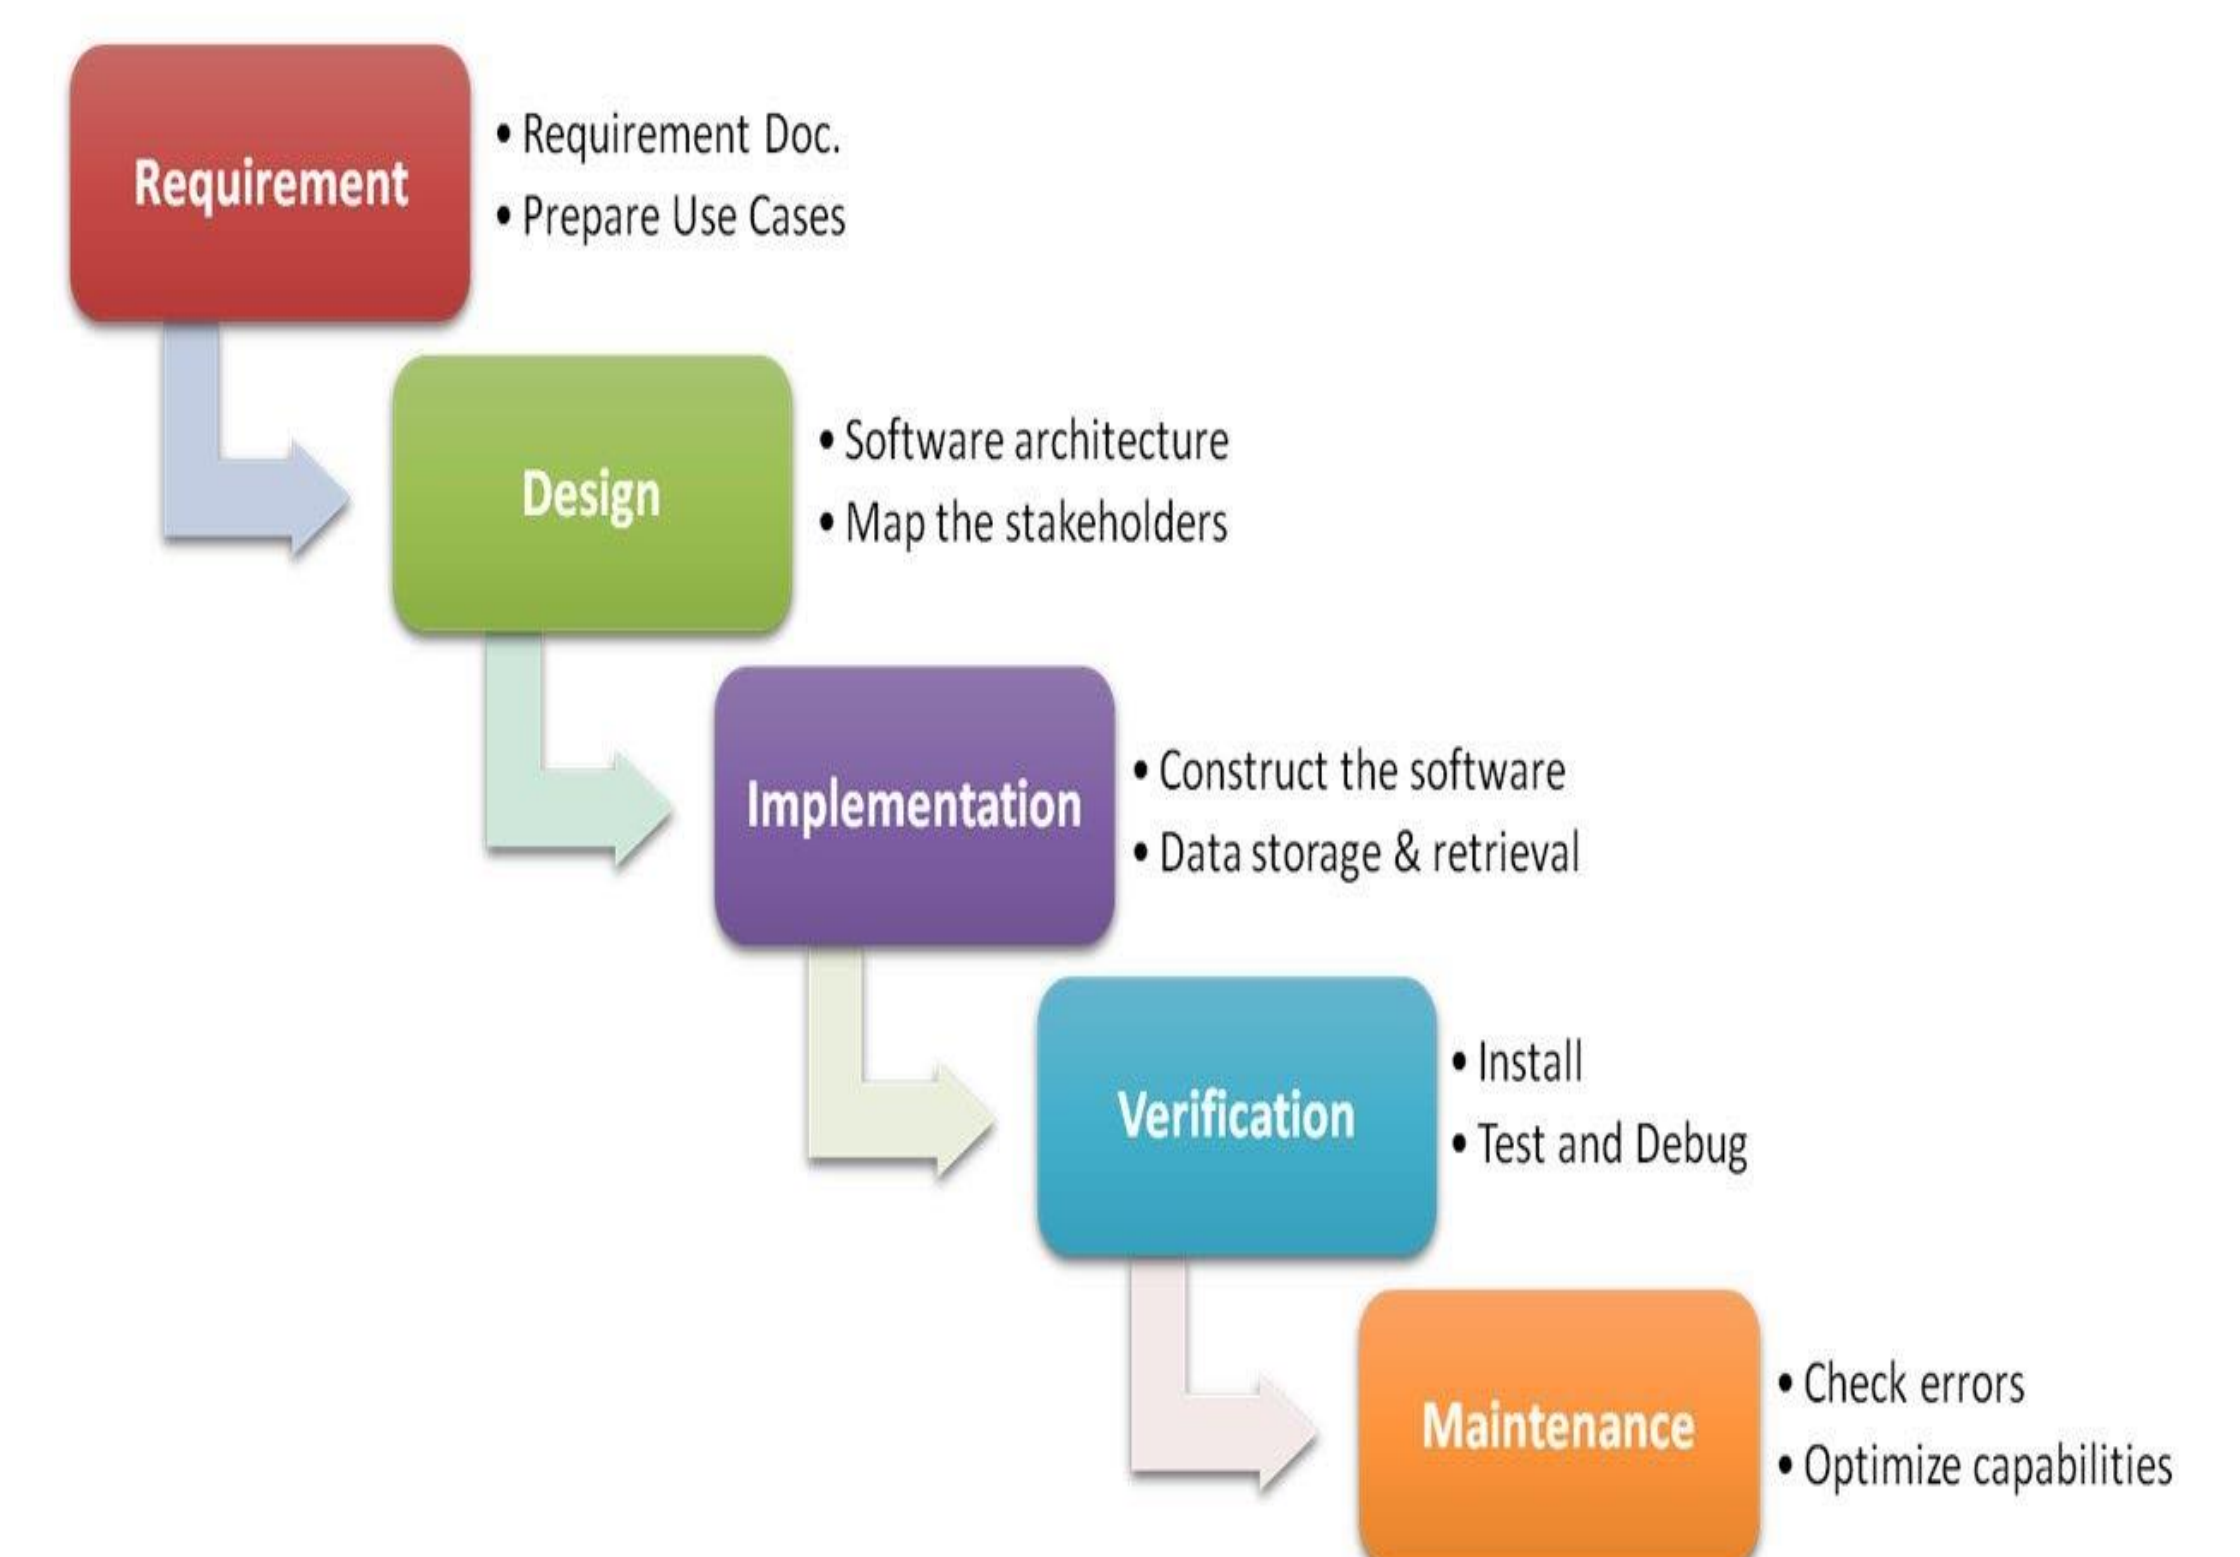 Requirement
• Requirement Doc.
• Prepare Use Cases
Design
• Software architecture
• Map the stakeholders
Implementation
• Construct the software
• Data storage & retrieval
Verification
• Install
• Test and Debug
Maintenance
• Check errors
• Optimize capabilities